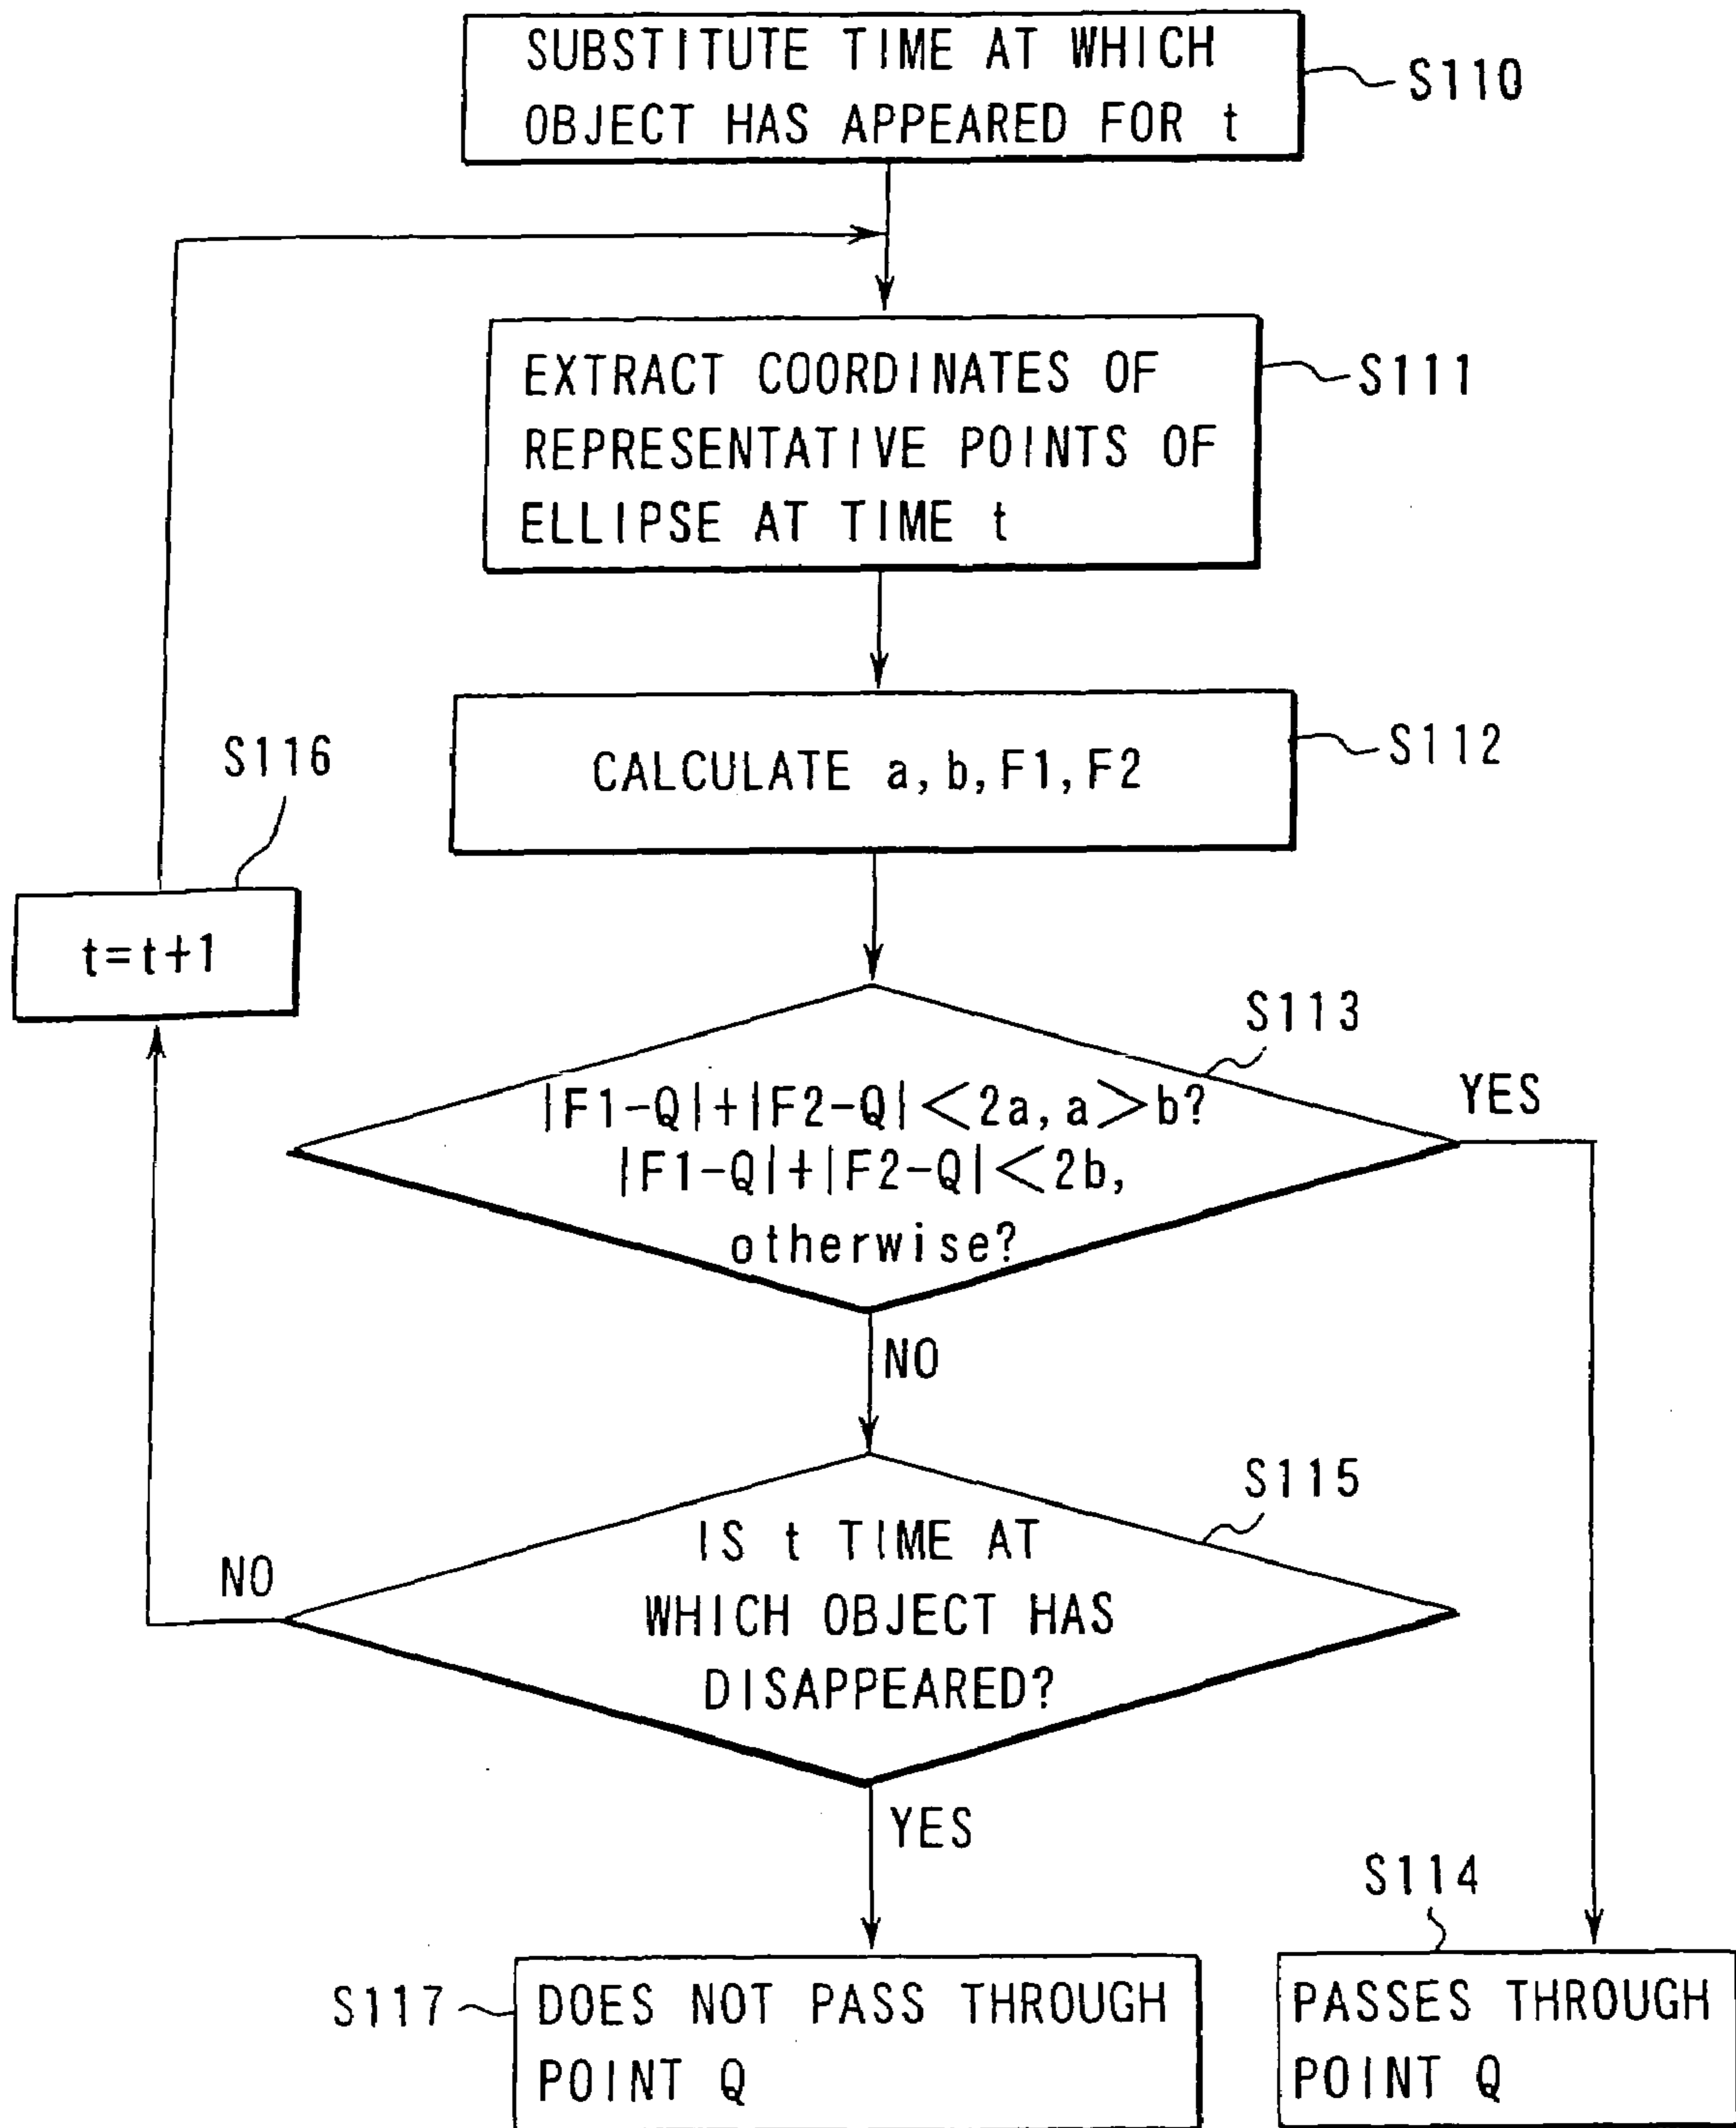 SUBSTITUTE TIME AT WHICH
OBJECT HAS APPEARED FOR t
S110
EXTRACT COORDINATES OF
REPRESENTATIVE POINTS OF
ELLIPSE AT TIME t
S111
CALCULATE a, b, F1, F2
S112
S116
t=t+1
S113
|F1-Q|+|F2-Q|<2a, a>b?
|F1-Q|+|F2-Q|<2b,
otherwise?
YES
NO
S115
IS t TIME AT
WHICH OBJECT HAS
DISAPPEARED?
NO
YES
S114
S117
DOES NOT PASS THROUGH
POINT Q
PASSES THROUGH
POINT Q